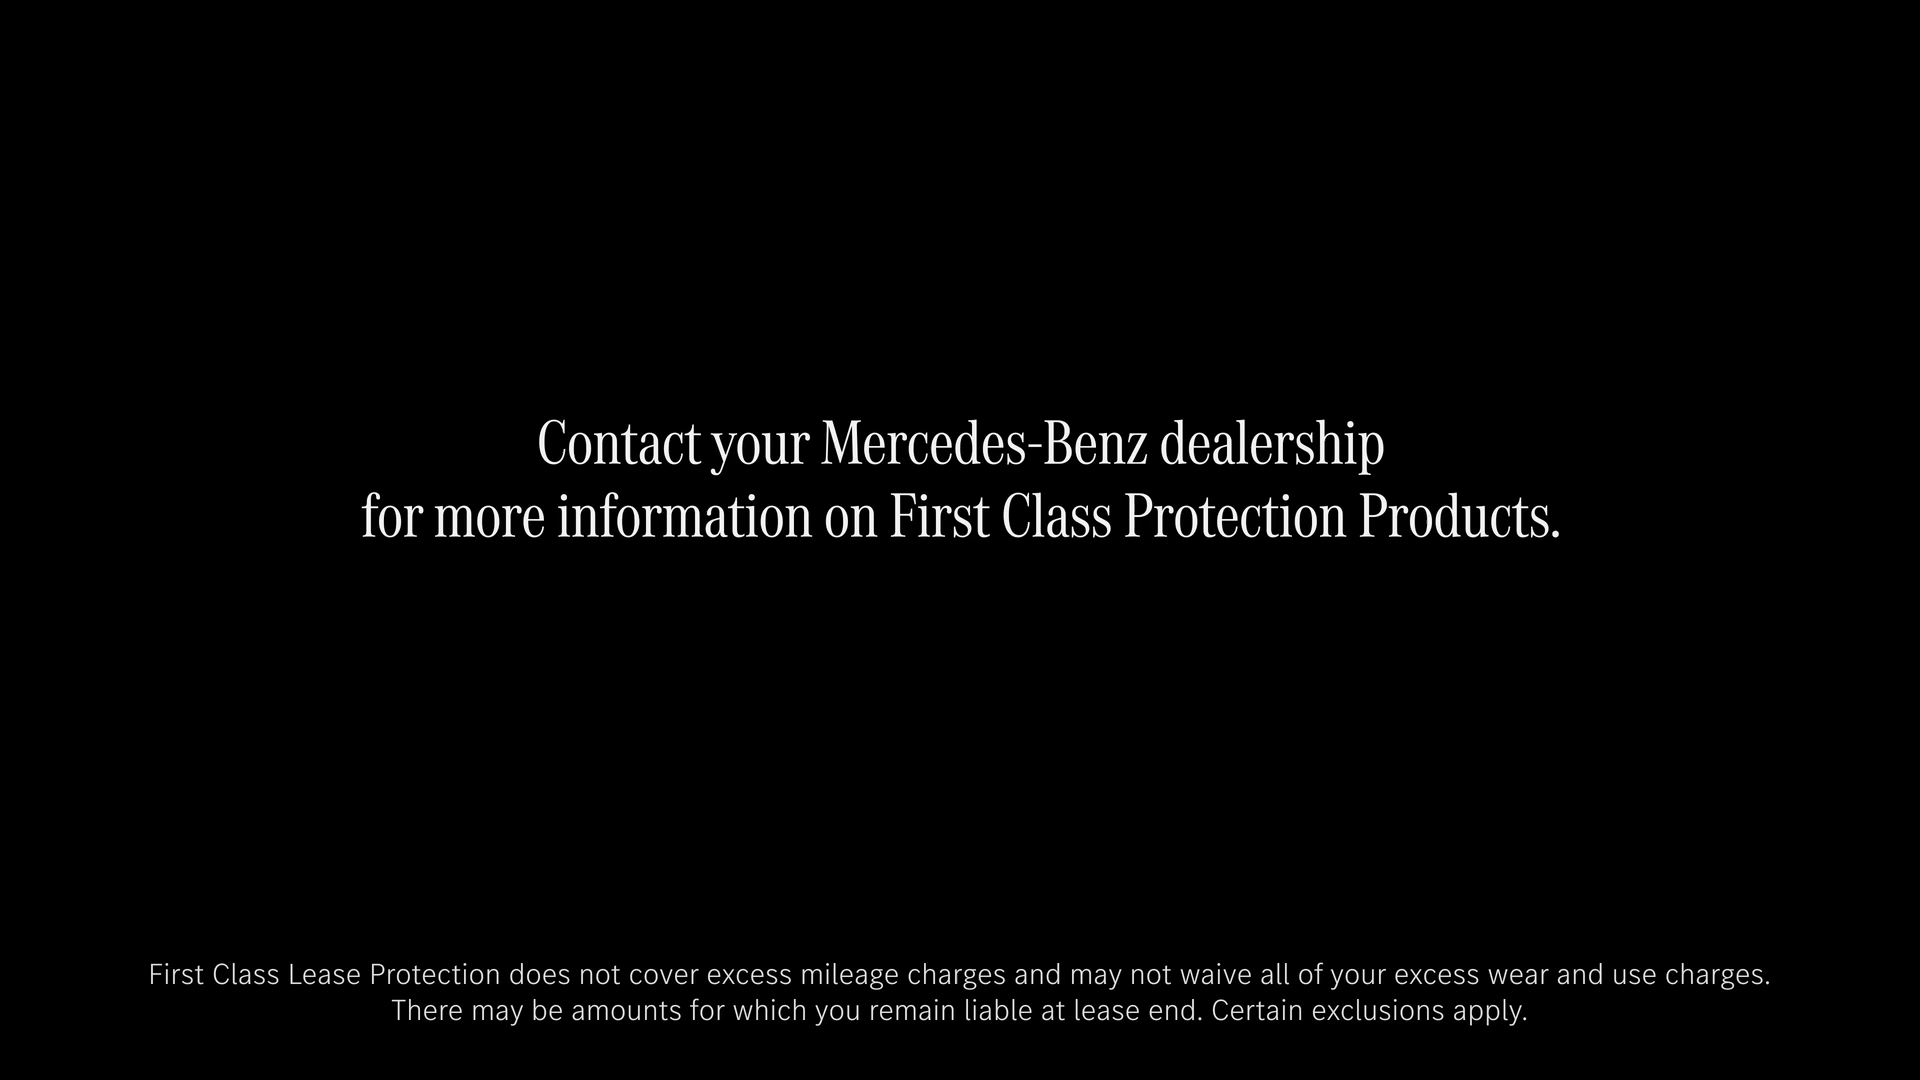 Contact your Mercedes-Benz dealership
for more information on First Class Protection Products.
First Class Lease Protection does not cover excess mileage charges and may not waive all of your excess wear and use charges.
There may be amounts for which you remain liable at lease end. Certain exclusions apply.